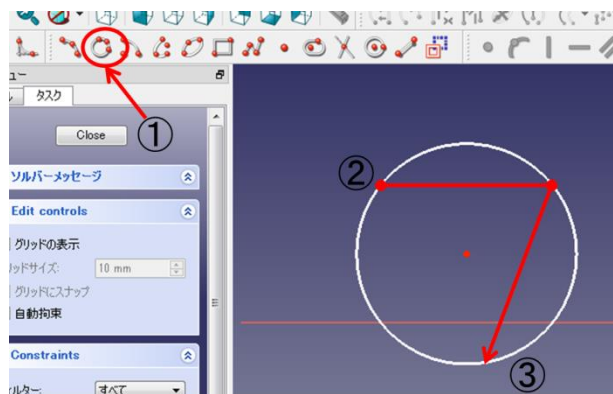 ュー
タスク
Close
①
ソルバーメッセージ
②
Edit controls
グリッドの表示
リッドサイズ: 10 mm
グリッドにスナップ
自動拘束
Constraints
③
ィルター: すべて